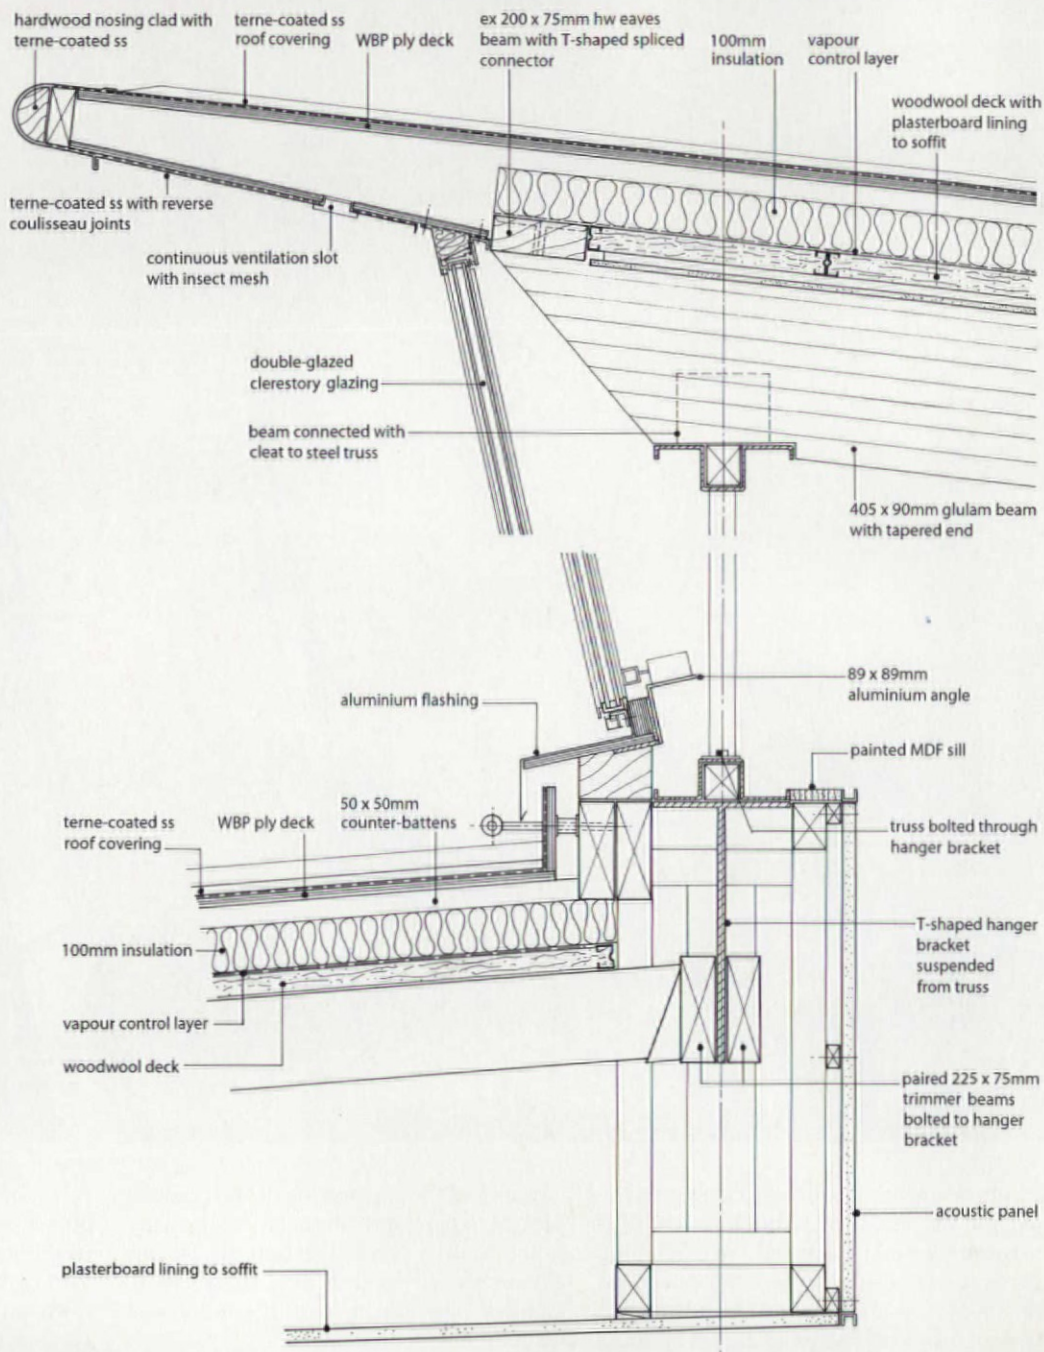 hardwood nosing clad with
terne-coated ss
terne-coated ss
roof covering
WBP ply deck
ex 200 x 75mm hw eaves
beam with T-shaped spliced
connector
100mm
insulation
vapour
control layer
woodwool deck with
plasterboard lining
to soffit
terne-coated ss with reverse
coulisseau joints
continuous ventilation slot
with insect mesh
double-glazed
clerestory glazing
beam connected with
cleat to steel truss
405 x 90mm glulam beam
with tapered end
aluminium flashing
89 x 89mm
aluminium angle
painted MDF sill
terne-coated ss
roof covering
WBP ply deck
50 x 50mm
counter-battens
truss bolted through
hanger bracket
100mm insulation
T-shaped hanger
bracket
suspended
from truss
vapour control layer
woodwool deck
paired 225 x 75mm
trimmer beams
bolted to hanger
bracket
acoustic panel
plasterboard lining to soffit